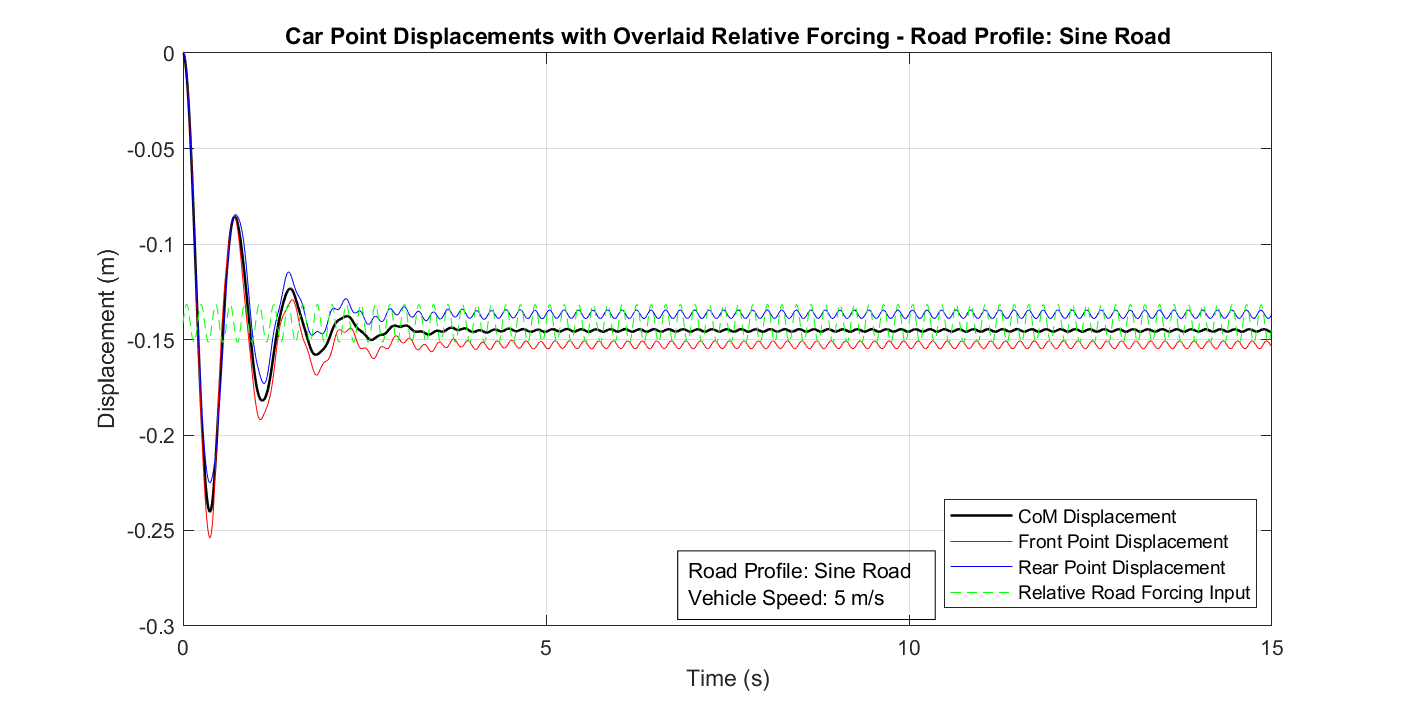 Car Point Displacements with Overlaid Relative Forcing - Road Profile: Sine Road
Displacement (m)
0
-0.05
-0.1
-0.15
-0.2
-0.25
-0.3
Road Profile: Sine Road
Vehicle Speed: 5 m/s
CoM Displacement
Front Point Displacement
Rear Point Displacement
Relative Road Forcing Input
0 5 10 15
Time (s)